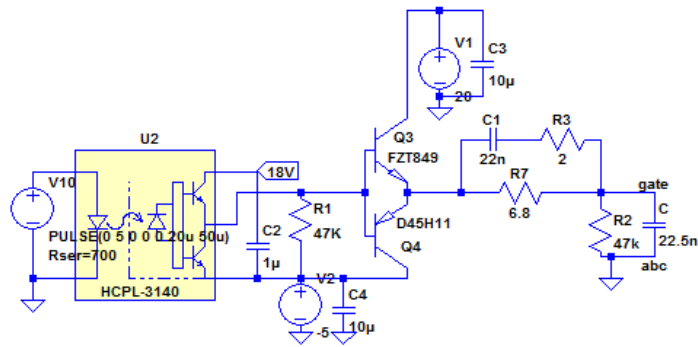 V1
C3
20
10µ
C1
R3
U2
Q3
FZT849
22n
2
V10
18V
R7
gate
PULSE(0 5 0 0 0 20u 50u)
Rser=700
C2
R1
47K
D45H11
6.8
R2
C
Q4
47k
22.5n
1µ
abc
HCPL-3140
V2
C4
-5
10µ